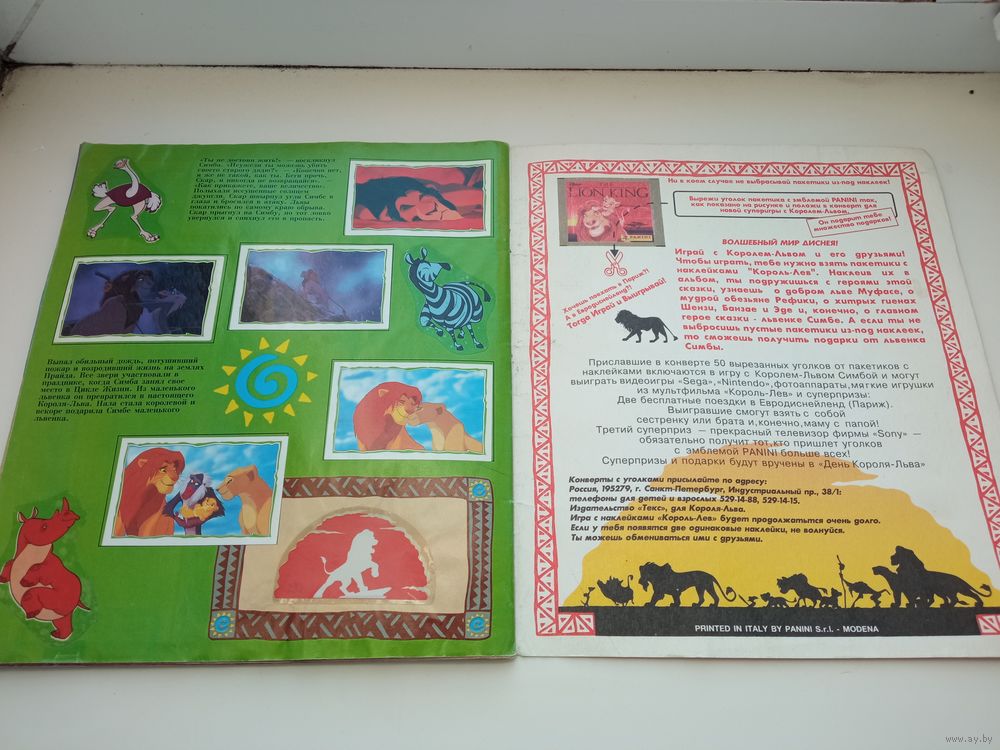 «Ты не достоин жить!» — воскликнул
Симба. «Неужели ты можешь убить
своего старого дядю?» — «Конечно нет,
я же не такой, как ты. Беги прочь,
Скар, и никогда не возвращайся».
«Как прикажете, ваше величество».
Полыхали иссушенные солнцем
джунгли. Скар швырнул угли Симбе в
глаза и бросился в атаку. Львы
покатились по самому краю обрыва.
Скар прыгнул на Симбу, но тот ловко
увернулся и спихнул его в пропасть.
Выпал обильный дождь, потушивший
пожар и возродивший жизнь на землях
Прайда. Все звери участвовали в
празднике, когда Симба занял свое
место в Цикле Жизни. Из маленького
львенка он превратился в настоящего
Короля-Льва. Нала стала королевой и
вскоре подарила Симбе маленького
львенка.
THE
LION KING
PANINI
Ни в коем случае не выбрасывай пакетики из-под наклеек!
Вырежи уголок пакетика с эмблемой PANINI так,
как показано на рисунке и положи в конверт для
новой суперигры с Королем-Львом.
Он подарит тебе
множество подарков!
Хочешь поехать в Париж?!
А в Евродиснейленд?!
Тогда Играй и Выигрывай!
ВОЛШЕБНЫЙ МИР ДИСНЕЯ!
Играй с Королем-Львом и его друзьями!
Чтобы играть, тебе нужно взять пакетики с
наклейками "Король-Лев". Наклеив их в
альбом, ты подружишься с героями этой
сказки, узнаешь о добром льве Муфасе, о
мудрой обезьяне Рефики, о хитрых гиенах
Шензи, Банзае и Эде и, конечно, о главном
герое сказки - львенке Симбе. А если ты не
выбросишь пустые пакетики из-под наклеек,
то сможешь получить подарки от львенка
Симбы.
Приславшие в конверте 50 вырезанных уголков от пакетиков с
наклейками включаются в игру с Королем-Львом Симбой и могут
выиграть видеоигры «Sega», «Nintendo», фотоаппараты, мягкие игрушки
из мультфильма «Король-Лев» и суперпризы:
Две бесплатные поездки в Евродиснейленд (Париж).
Выигравшие смогут взять с собой
сестренку или брата и, конечно, маму с папой!
Третий суперприз — прекрасный телевизор фирмы «Sony» —
обязательно получит тот, кто пришлет уголков
с эмблемой PANINI больше всех!
Суперпризы и подарки будут вручены в «День Короля-Льва»
Конверты с уголками присылайте по адресу:
Россия, 195279, г. Санкт-Петербург, Индустриальный пр., 38/1:
телефоны для детей и взрослых 529-14-88, 529-14-15.
Издательство «Текс», для Короля-Льва.
Игра с наклейками «Король-Лев» будет продолжаться очень долго.
Если у тебя появятся две одинаковые наклейки, не волнуйся.
Ты можешь обмениваться ими с друзьями.
PRINTED IN ITALY BY PANINI S.r.l. - MODENA
www.ay.by